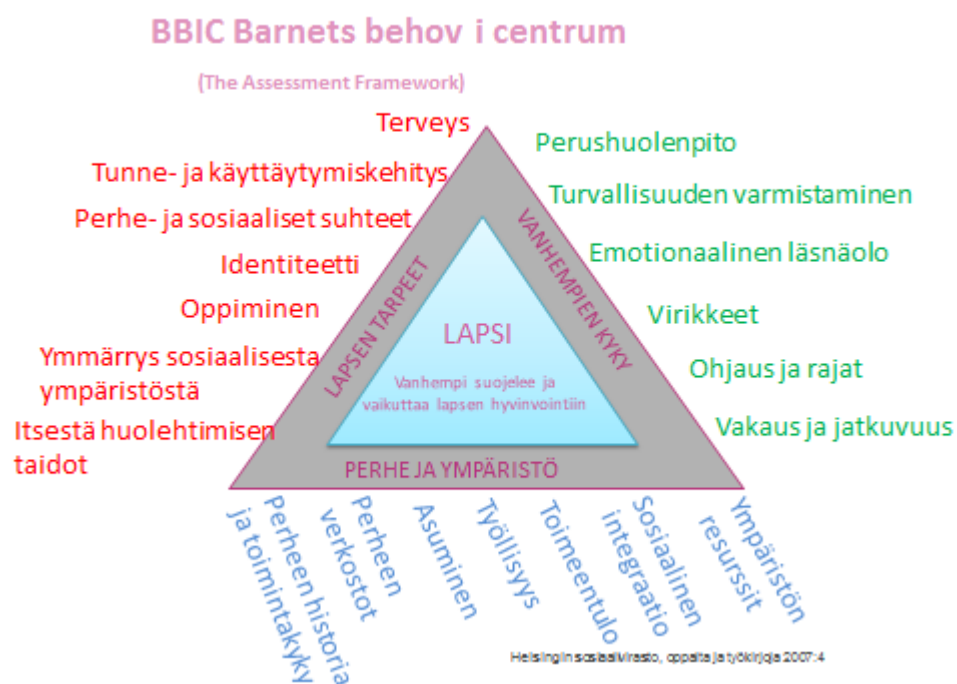 BBIC Barnets behov i centrum
(The Assessment Framework)
Terveys
Tunne- ja käyttäytymiskehitys
Perhe- ja sosiaaliset suhteet
Identiteetti
Oppiminen
Ymmärrys sosiaalisesta
ympäristöstä
Itsestä huolehtimisen
taidot
LAPSEN TARPEET
LAPSI
Vanhempi suojelee ja
vaikuttaa lapsen hyvinvointiin
VANHEMPIEN KYKY
Perushuolenpito
Turvallisuuden varmistaminen
Emotionaalinen läsnäolo
Virikkeet
Ohjaus ja rajat
Vakaus ja jatkuvuus
PERHE JA YMPÄRISTÖ
Perheen historia
ja toimintakyky
Perheen
verkostot
Asuminen
Työllisyys
Toimeentulo
Sosiaalinen
integraatio
Ympäristön
resurssit
Helsingin sosiaalivirasto, oppaita ja työkirjoja 2007:4